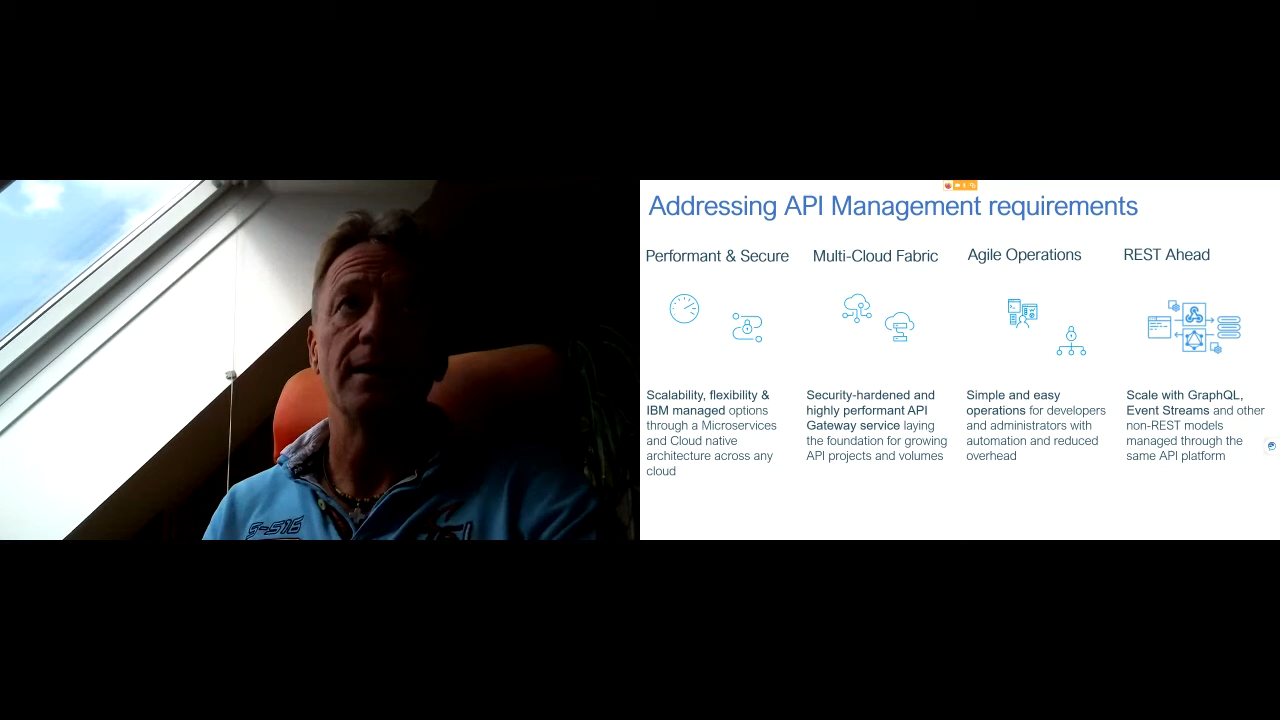 Addressing API Management requirements
Performant & Secure
Multi-Cloud Fabric
Agile Operations
REST Ahead
Scalability, flexibility &
IBM managed options
through a Microservices
and Cloud native
architecture across any
cloud
Security-hardened and
highly performant API
Gateway service laying
the foundation for growing
API projects and volumes
Simple and easy
operations for developers
and administrators with
automation and reduced
overhead
Scale with GraphQL,
Event Streams and other
non-REST models
managed through the
same API platform